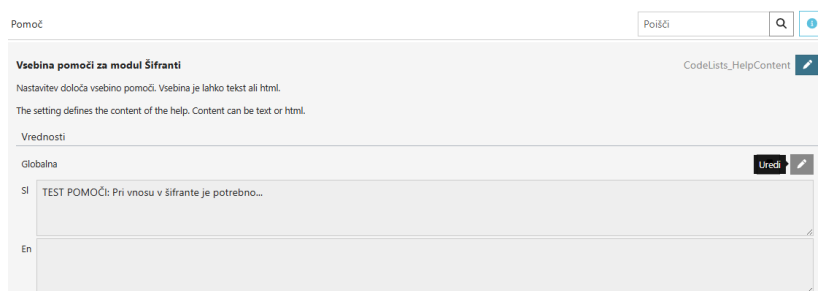 Pomoč
Poišči
Vsebina pomoči za modul Šifranti
CodeLists_HelpContent
Nastavitev določa vsebino pomoči. Vsebina je lahko tekst ali html.
The setting defines the content of the help. Content can be text or html.
Vrednosti
Globalna
Uredi
Sl
TEST POMOČI: Pri vnosu v šifrante je potrebno...
En